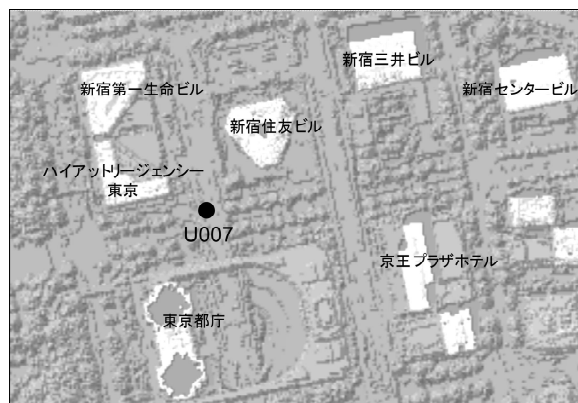 新宿三井ビル
新宿第一生命ビル
新宿センタービル
新宿住友ビル
ハイアットリージェンシー
東京
U007
京王プラザホテル
東京都庁